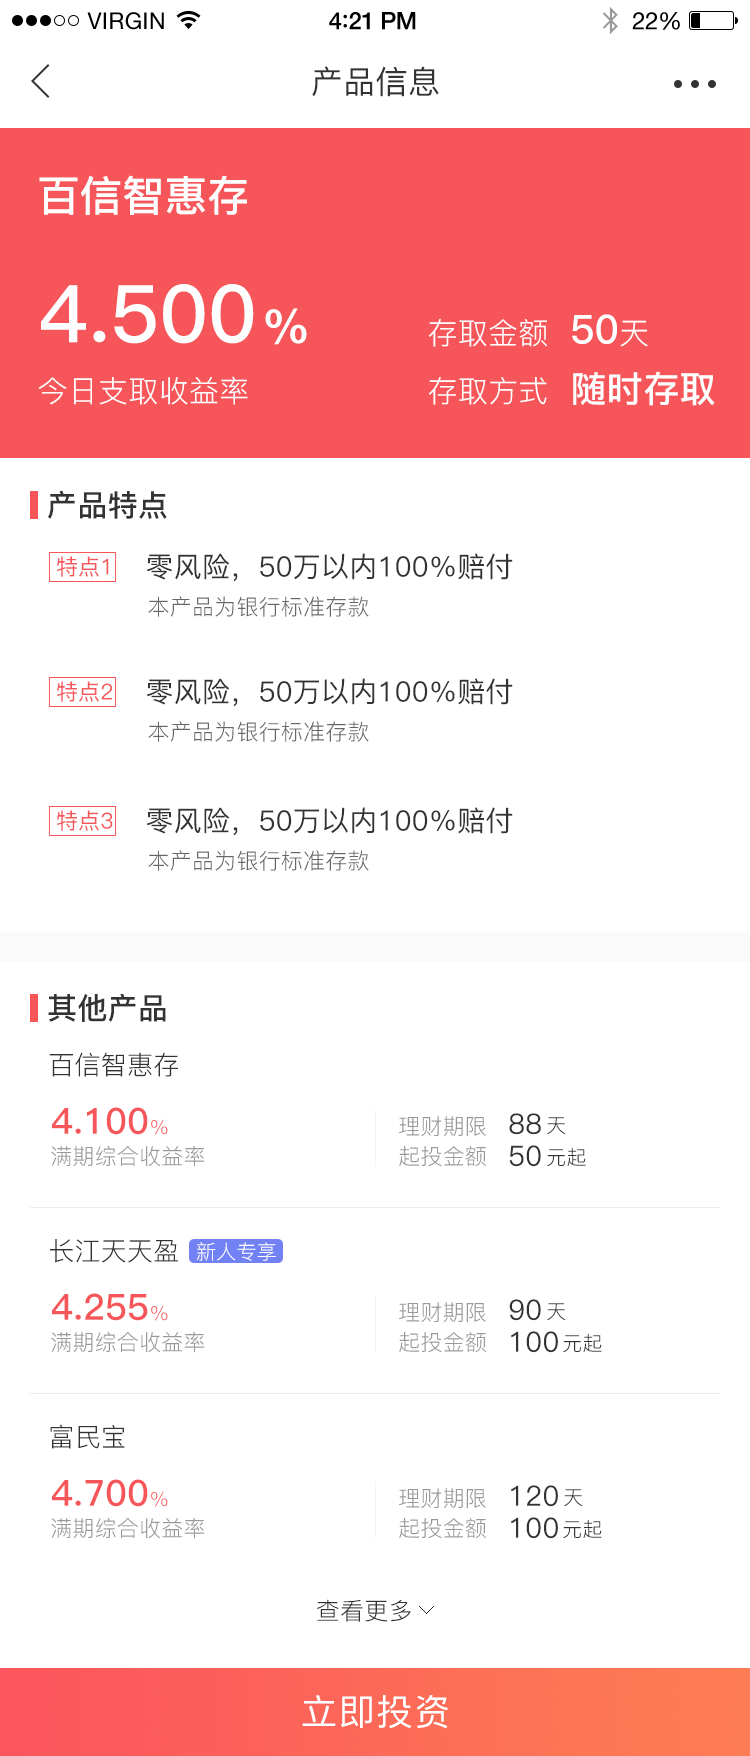 VIRGIN 4:21 PM 22%
产品信息
百信智惠存
4.500%
今日支取收益率
存取金额 50天
存取方式 随时存取
产品特点
特点1 零风险，50万以内100%赔付
本产品为银行标准存款
特点2 零风险，50万以内100%赔付
本产品为银行标准存款
特点3 零风险，50万以内100%赔付
本产品为银行标准存款
其他产品
百信智惠存
4.100%
满期综合收益率
理财期限 88天
起投金额 50元起
长江天天盈 新人专享
4.255%
满期综合收益率
理财期限 90天
起投金额 100元起
富民宝
4.700%
满期综合收益率
理财期限 120天
起投金额 100元起
查看更多
立即投资